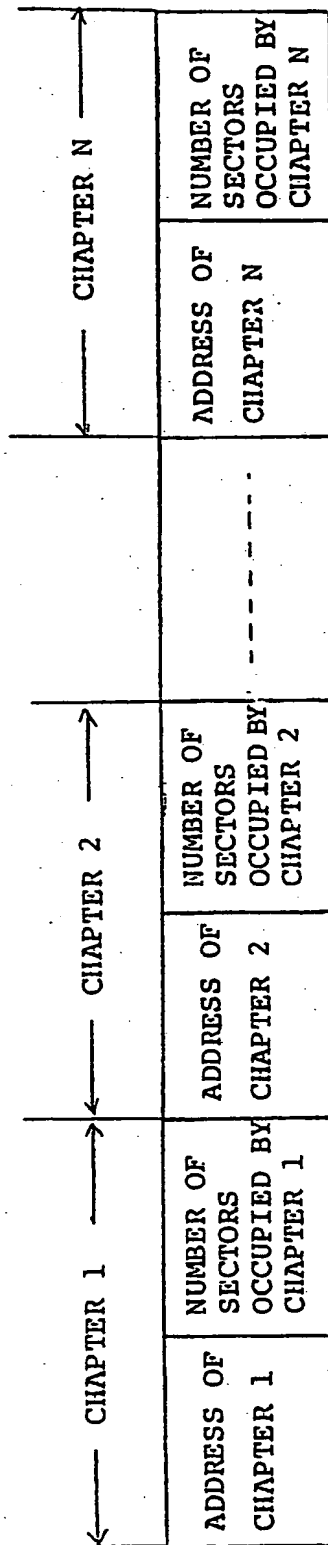 CHAPTER 1
CHAPTER 2
CHAPTER N
ADDRESS OF
CHAPTER 1
NUMBER OF
SECTORS
OCCUPIED BY
CHAPTER 1
ADDRESS OF
CHAPTER 2
NUMBER OF
SECTORS
OCCUPIED BY
CHAPTER 2
ADDRESS OF
CHAPTER N
NUMBER OF
SECTORS
OCCUPIED BY
CHAPTER N